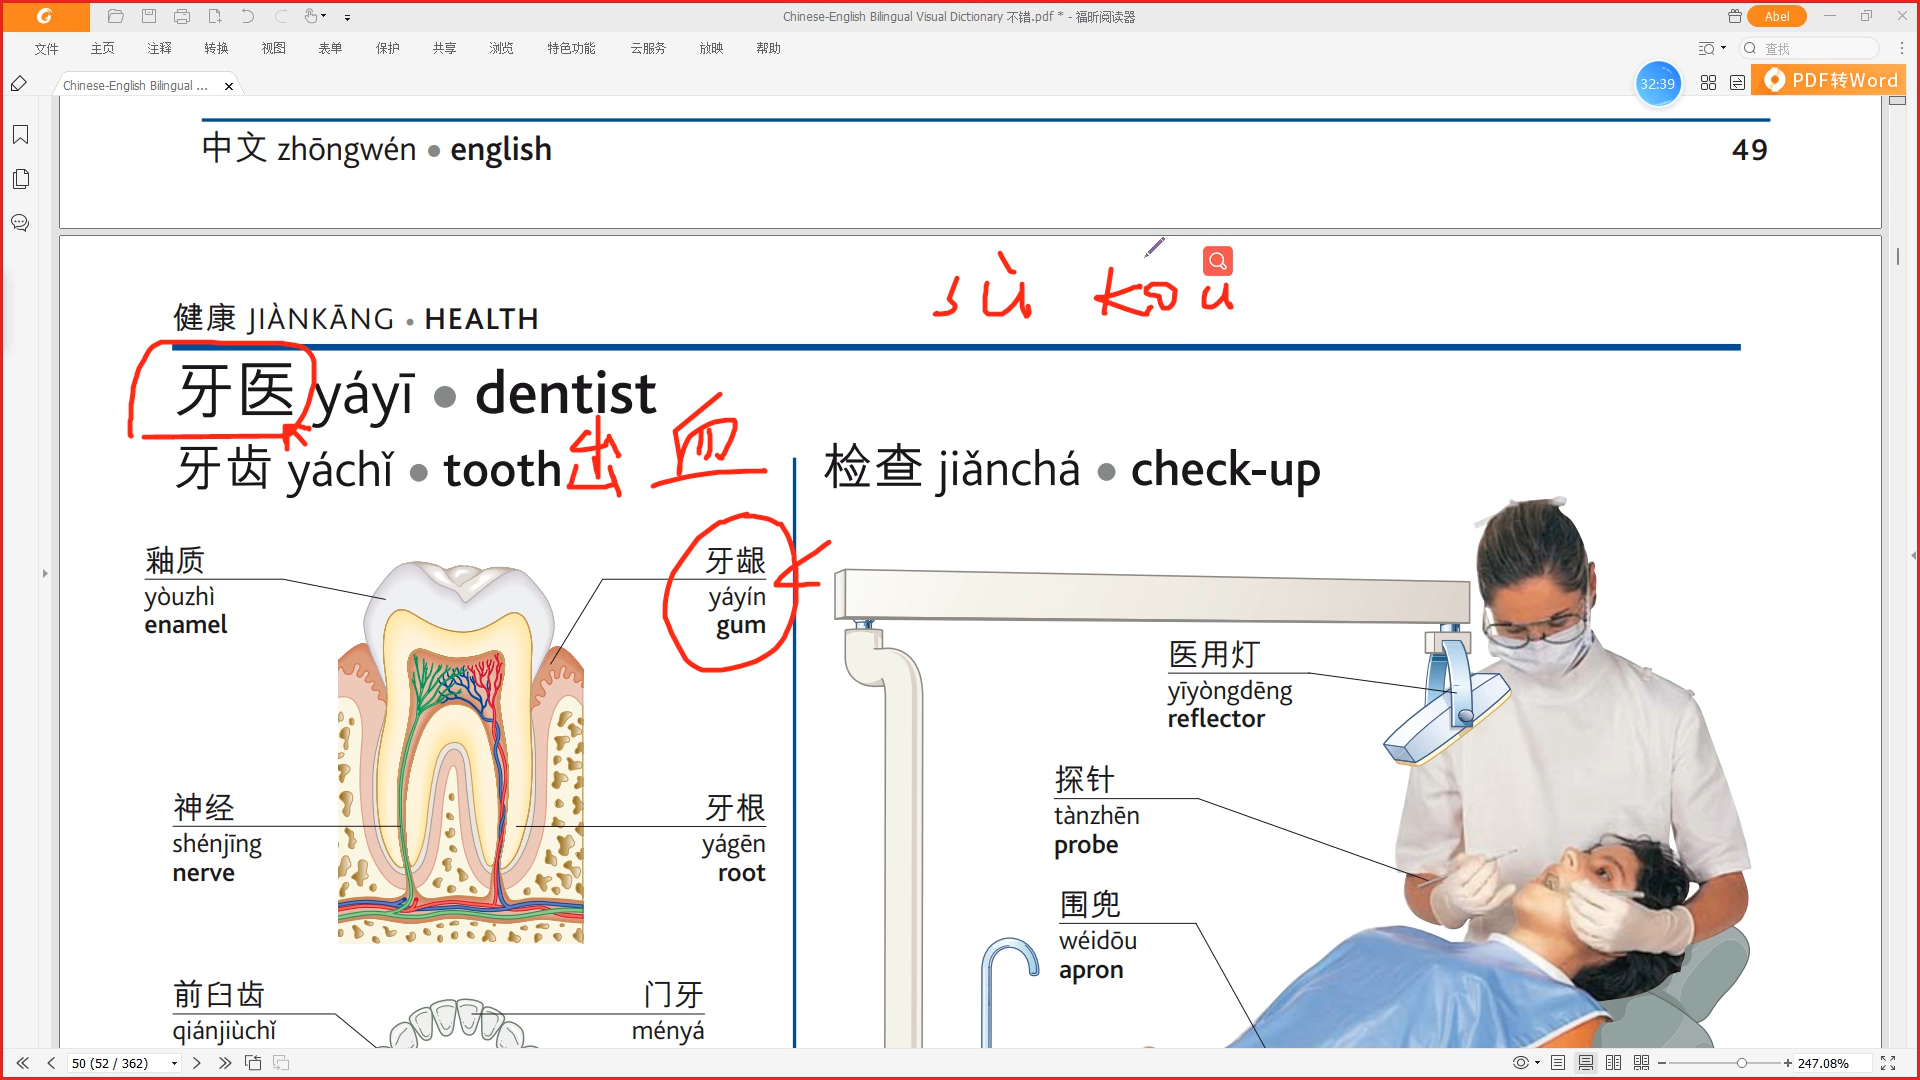 Chinese-English Bilingual Visual Dictionary 不错.pdf * - 福昕阅读器
Abel
文件 主页 注释 转换 视图 表单 保护 共享 浏览 特色功能 云服务 放映 帮助
查找
Chinese-English Bilingual ...
32:39
PDF转Word
中文 zhōngwén ● english
49
sù kou
健康 JIÀNKĀNG • HEALTH
牙医 yáyī ● dentist
出血
牙齿 yáchǐ ● tooth
检查 jiǎnchá ● check-up
釉质
yòuzhì
enamel
牙龈
yáyín
gum
医用灯
yīyòngdēng
reflector
神经
shénjīng
nerve
牙根
yágēn
root
探针
tànzhēn
probe
围兜
wéidōu
apron
前臼齿
qiánjiùchǐ
门牙
ményá
50 (52 / 362)
247.08%